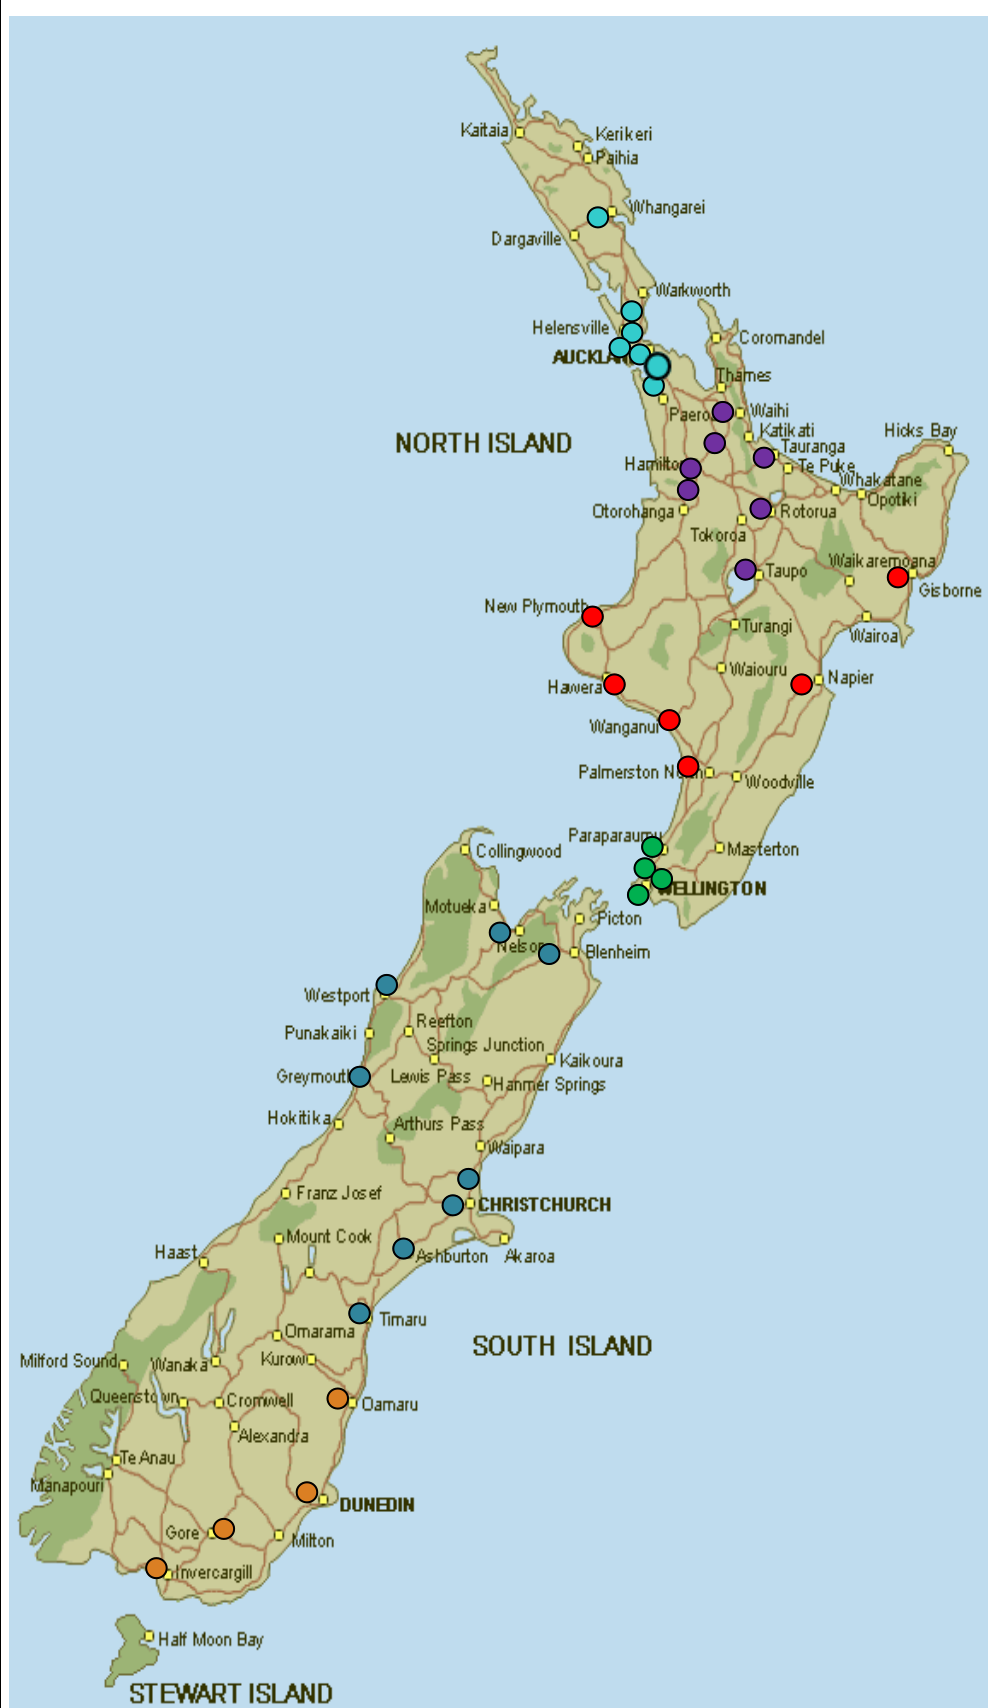 Kaitaia
Kerikeri
Paihia
Whangarei
Dargaville
Warkworth
Helensville
Coromandel
Thames
Waihi
Katikati
NORTH ISLAND
Hicks Bay
Tauranga
Te Puke
Whakatane
Opotiki
Otorohanga
Rotorua
Tokoroa
Waikaremoana
Taupo
Gisborne
New Plymouth
Turangi
Wairoa
Waiouru
Napier
Hawera
Wanganui
Palmerston
Woodville
Paraparaumu
Masterton
Collingwood
WELLINGTON
Motueka
Picton
Nelson
Blenheim
Westport
Reefton
Punakaiki
Springs Junction
Kaikoura
Greymouth
Lewis Pass
Hanmer Springs
Hokitika
Arthurs Pass
Waipara
Franz Josef
CHRISTCHURCH
Mount Cook
Haast
Ashburton
Akaroa
Timaru
Omarama
SOUTH ISLAND
Milford Sound
Wanaka
Kurow
Queenstown
Cromwell
Oamaru
Alexandra
Te Anau
Manapouri
DUNEDIN
Gore
Milton
Invercargill
Half Moon Bay
STEWART ISLAND